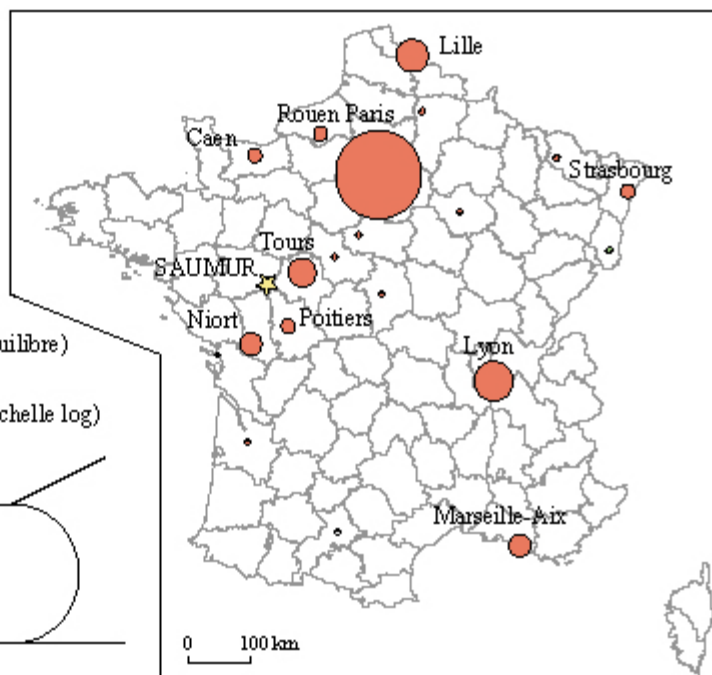 Lille
Rouen Paris
Caen
Strasbourg
Tours
SAUMUR
Niort
Poitiers
uilibre)
Lyon
chelle log)
Marseille-Aix
0 100 km